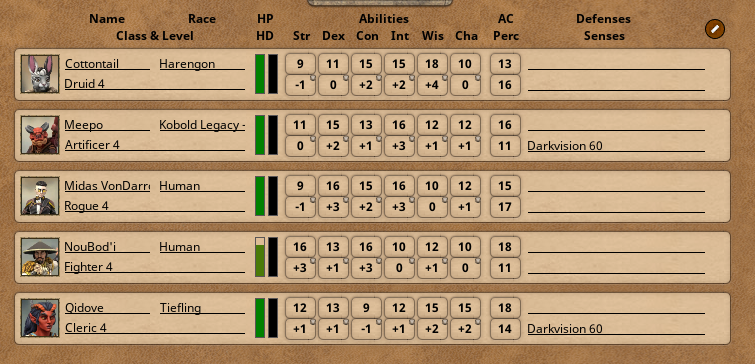 Name Race HP Abilities AC Defenses
Class & Level HD Str Dex Con Int Wis Cha Perc Senses
Cottontail Harengon 9 11 15 15 18 10 13
Druid 4 -1 0 +2 +2 +4 0 16
Meepo Kobold Legacy - 11 15 13 16 12 12 16
Artificer 4 0 +2 +1 +3 +1 +1 11 Darkvision 60
Midas VonDarr Human 9 16 15 16 10 12 15
Rogue 4 -1 +3 +2 +3 0 +1 17
NouBod'i Human 16 13 16 10 12 10 18
Fighter 4 +3 +1 +3 0 +1 0 11
Qidove Tiefling 12 13 9 12 15 15 18
Cleric 4 +1 +1 -1 +1 +2 +2 14 Darkvision 60